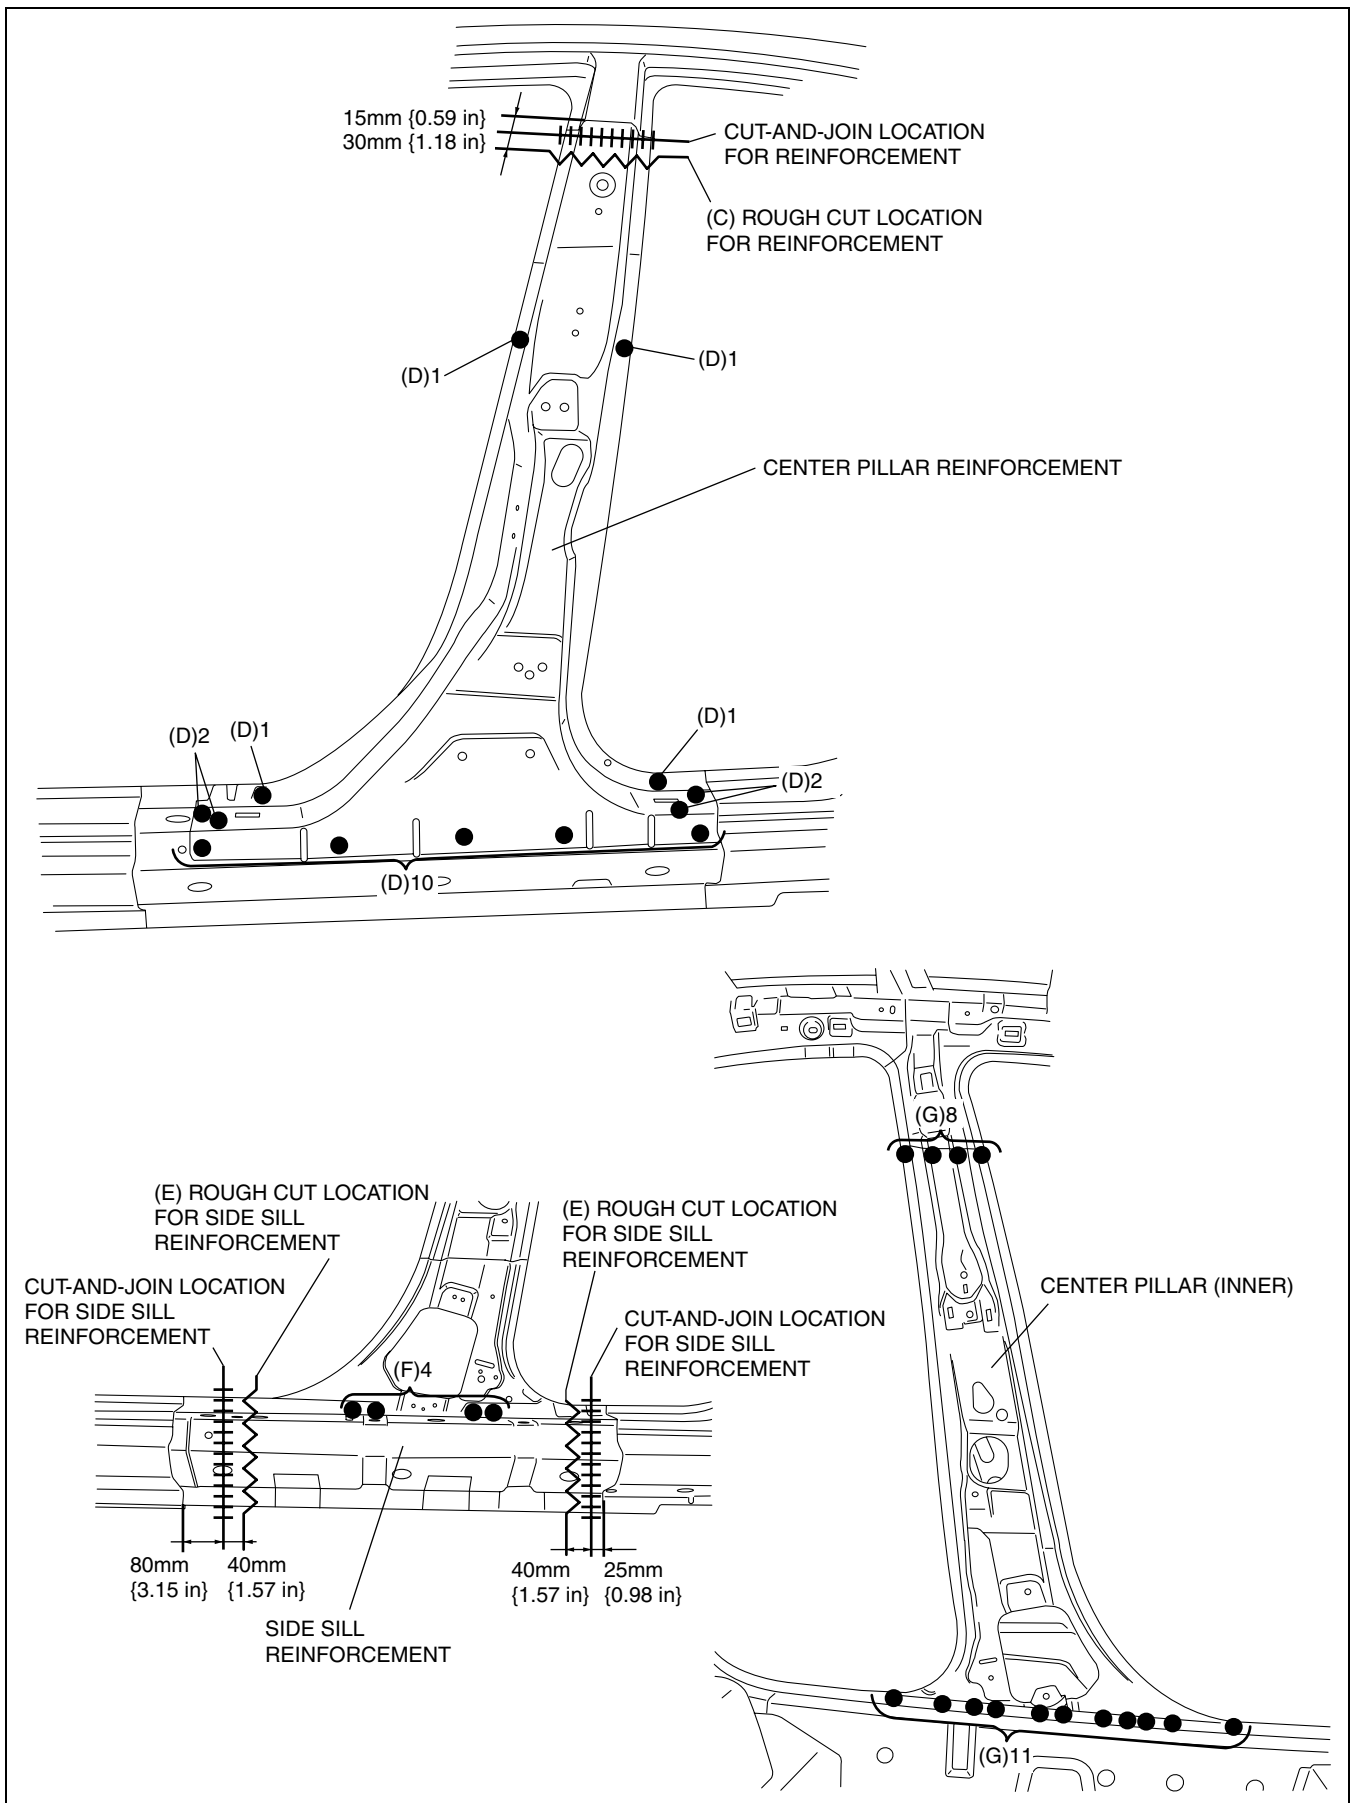 15mm {0.59 in}
30mm {1.18 in}
CUT-AND-JOIN LOCATION
FOR REINFORCEMENT
(C) ROUGH CUT LOCATION
FOR REINFORCEMENT
(D)1
(D)1
CENTER PILLAR REINFORCEMENT
(D)2
(D)1
(D)1
(D)2
(D)10
(G)8
(E) ROUGH CUT LOCATION
FOR SIDE SILL
REINFORCEMENT
(E) ROUGH CUT LOCATION
FOR SIDE SILL
REINFORCEMENT
CUT-AND-JOIN LOCATION
FOR SIDE SILL
REINFORCEMENT
CUT-AND-JOIN LOCATION
FOR SIDE SILL
REINFORCEMENT
CENTER PILLAR (INNER)
(F)4
80mm
{3.15 in}
40mm
{1.57 in}
40mm
{1.57 in}
25mm
{0.98 in}
SIDE SILL
REINFORCEMENT
(G)11